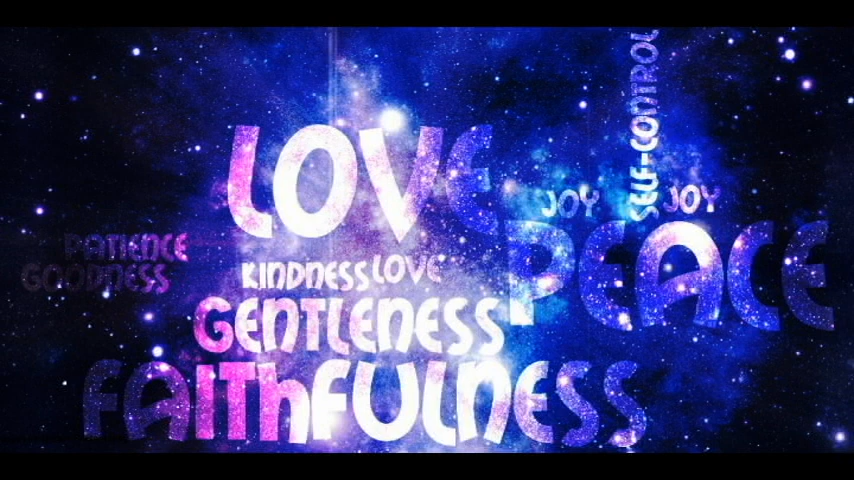 SELF-CONTROL
LOVE
JOY JOY
PEACE
PATIENCE
GOODNESS
KINDNESS LOVE
GENTLENESS
FAITHFULNESS